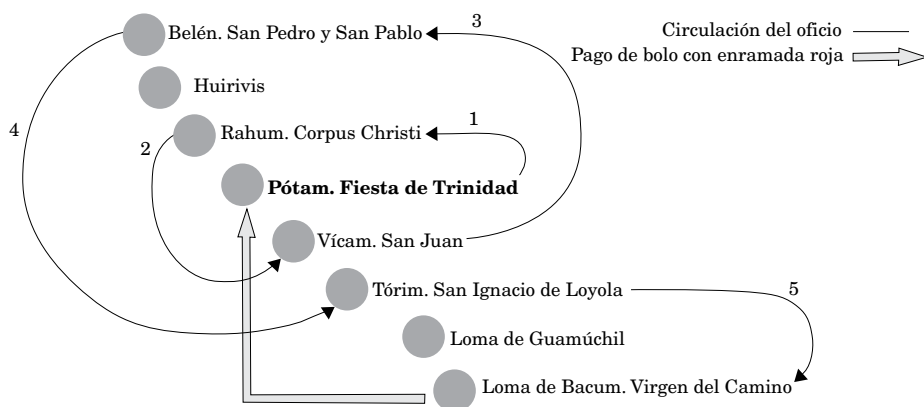 Belén. San Pedro y San Pablo
3
Circulación del oficio
Pago de bolo con enramada roja
Huirivis
4
2
Rahum. Corpus Christi
1
Pótam. Fiesta de Trinidad
Vícam. San Juan
Tórim. San Ignacio de Loyola
5
Loma de Guamúchil
Loma de Bacum. Virgen del Camino